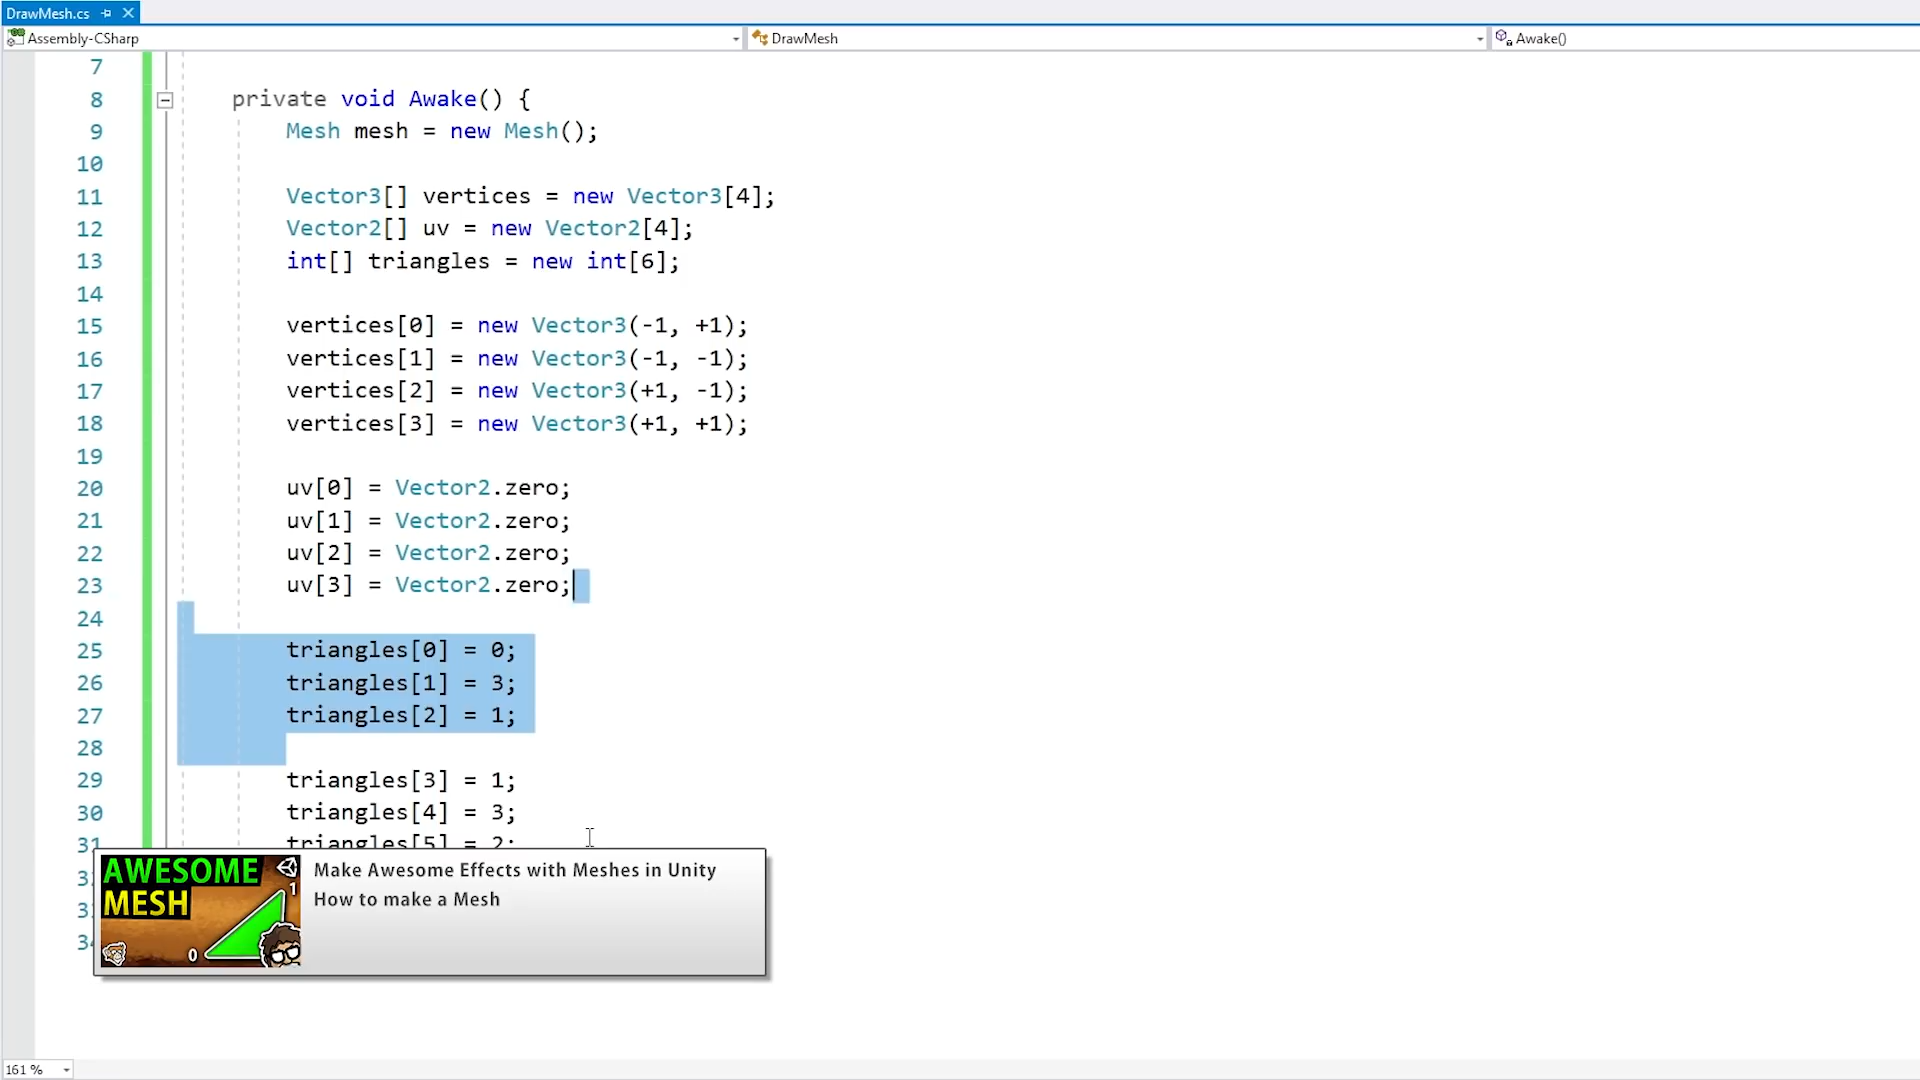 DrawMesh.cs
Assembly-CSharp
DrawMesh
Awake()
7
8 private void Awake() {
9 Mesh mesh = new Mesh();
10
11 Vector3[] vertices = new Vector3[4];
12 Vector2[] uv = new Vector2[4];
13 int[] triangles = new int[6];
14
15 vertices[0] = new Vector3(-1, +1);
16 vertices[1] = new Vector3(-1, -1);
17 vertices[2] = new Vector3(+1, -1);
18 vertices[3] = new Vector3(+1, +1);
19
20 uv[0] = Vector2.zero;
21 uv[1] = Vector2.zero;
22 uv[2] = Vector2.zero;
23 uv[3] = Vector2.zero;
24
25 triangles[0] = 0;
26 triangles[1] = 3;
27 triangles[2] = 1;
28
29 triangles[3] = 1;
30 triangles[4] = 3;
31 triangles[5] = 2;
AWESOME
MESH
1
0
Make Awesome Effects with Meshes in Unity
How to make a Mesh
161 %